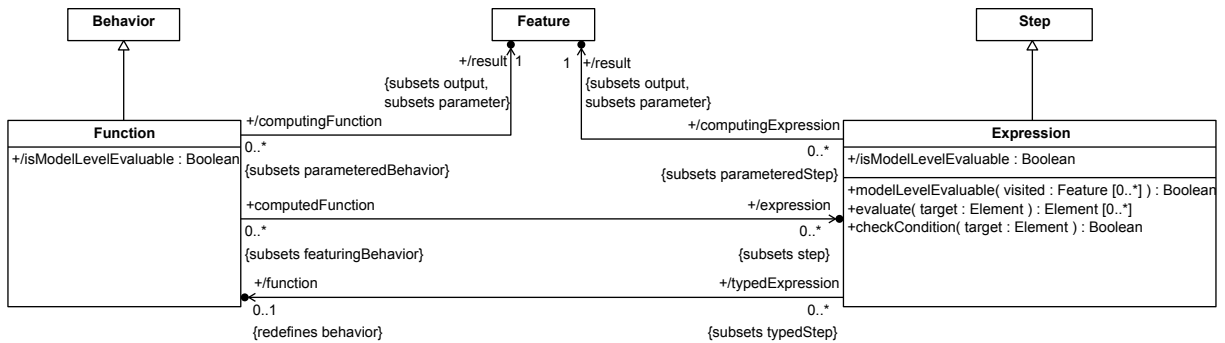 Behavior
Feature
Step
+/result 1
1 +/result
{subsets output,
subsets parameter}
{subsets output,
subsets parameter}
Function
+/isModelLevelEvaluable : Boolean
+/computingFunction
0..*
{subsets parameteredBehavior}
+/computingExpression
0..*
{subsets parameteredStep}
Expression
+/isModelLevelEvaluable : Boolean
+modelLevelEvaluable( visited : Feature [0..*] ) : Boolean
+evaluate( target : Element ) : Element [0..*]
+checkCondition( target : Element ) : Boolean
+computedFunction
0..*
{subsets featuringBehavior}
+/expression
0..*
{subsets step}
+/function
0..1
{redefines behavior}
+/typedExpression
0..*
{subsets typedStep}